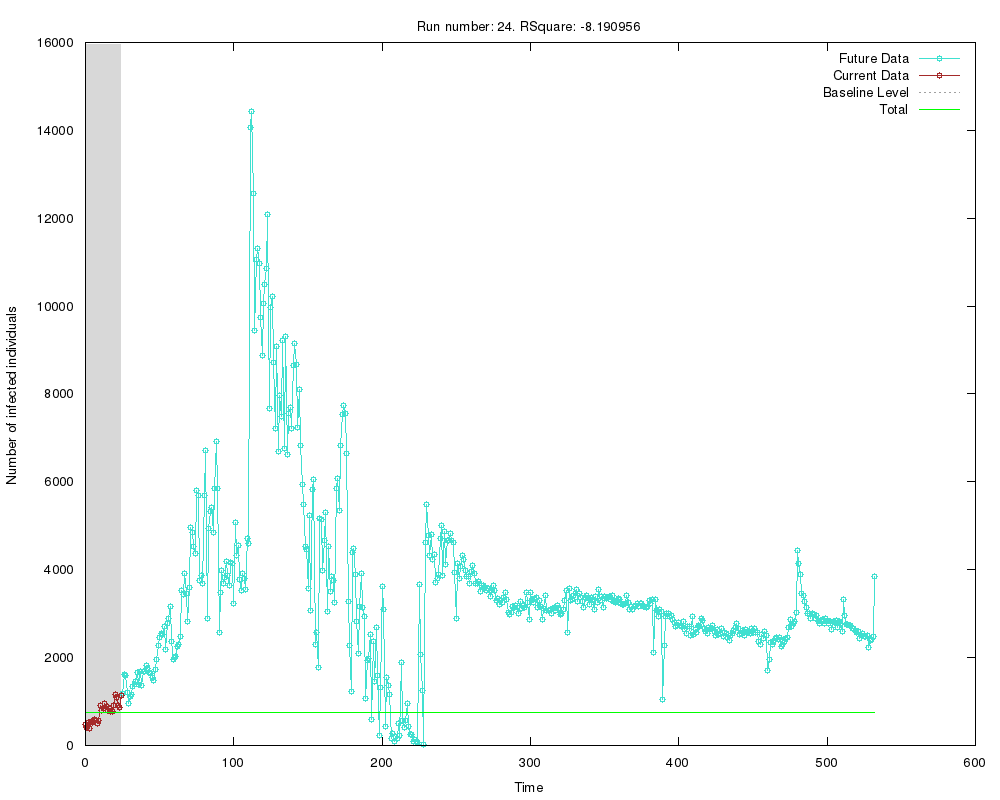 Run number: 24. RSquare: -8.190956
Future Data
Current Data
Baseline Level
Total
16000
14000
12000
10000
8000
6000
4000
2000
0
Number of infected individuals
0 100 200 300 400 500 600
Time